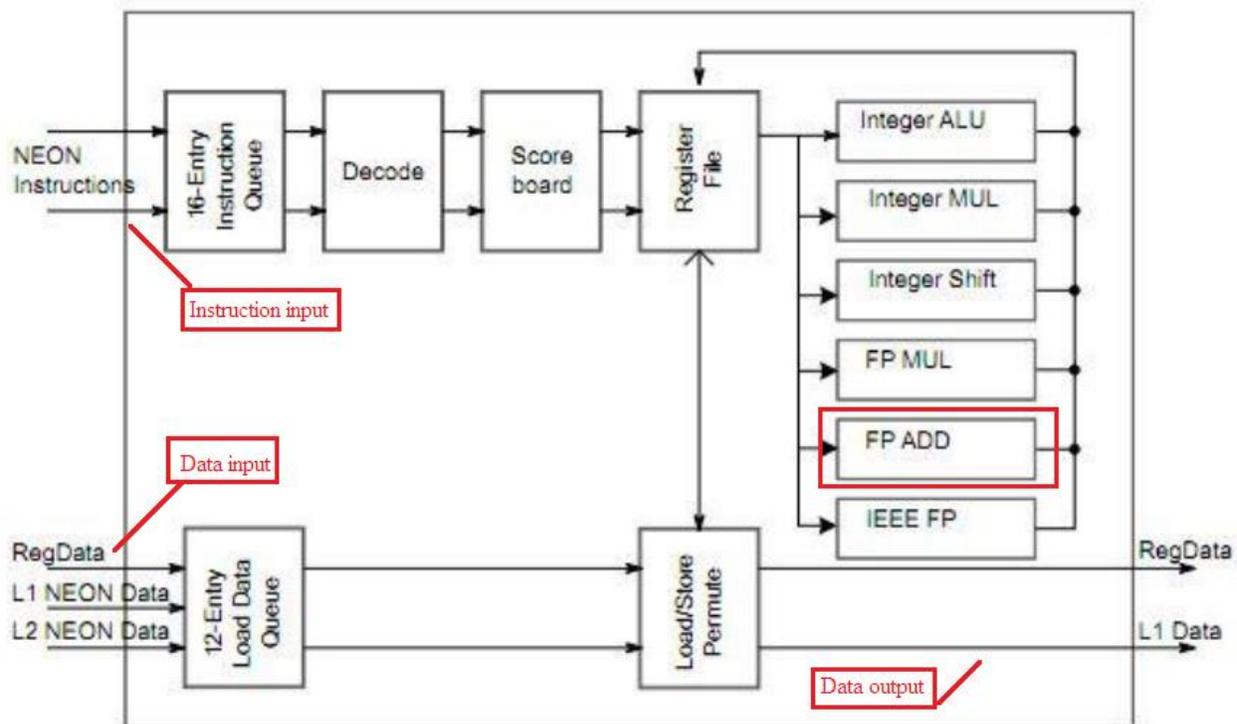 NEON
Instructions
16-Entry
Instruction
Queue
Decode
Score
board
Register
File
Integer ALU
Integer MUL
Integer Shift
FP MUL
FP ADD
IEEE FP
Instruction input
Data input
RegData
L1 NEON Data
L2 NEON Data
12-Entry
Load Data
Queue
Load/Store
Permute
RegData
L1 Data
Data output